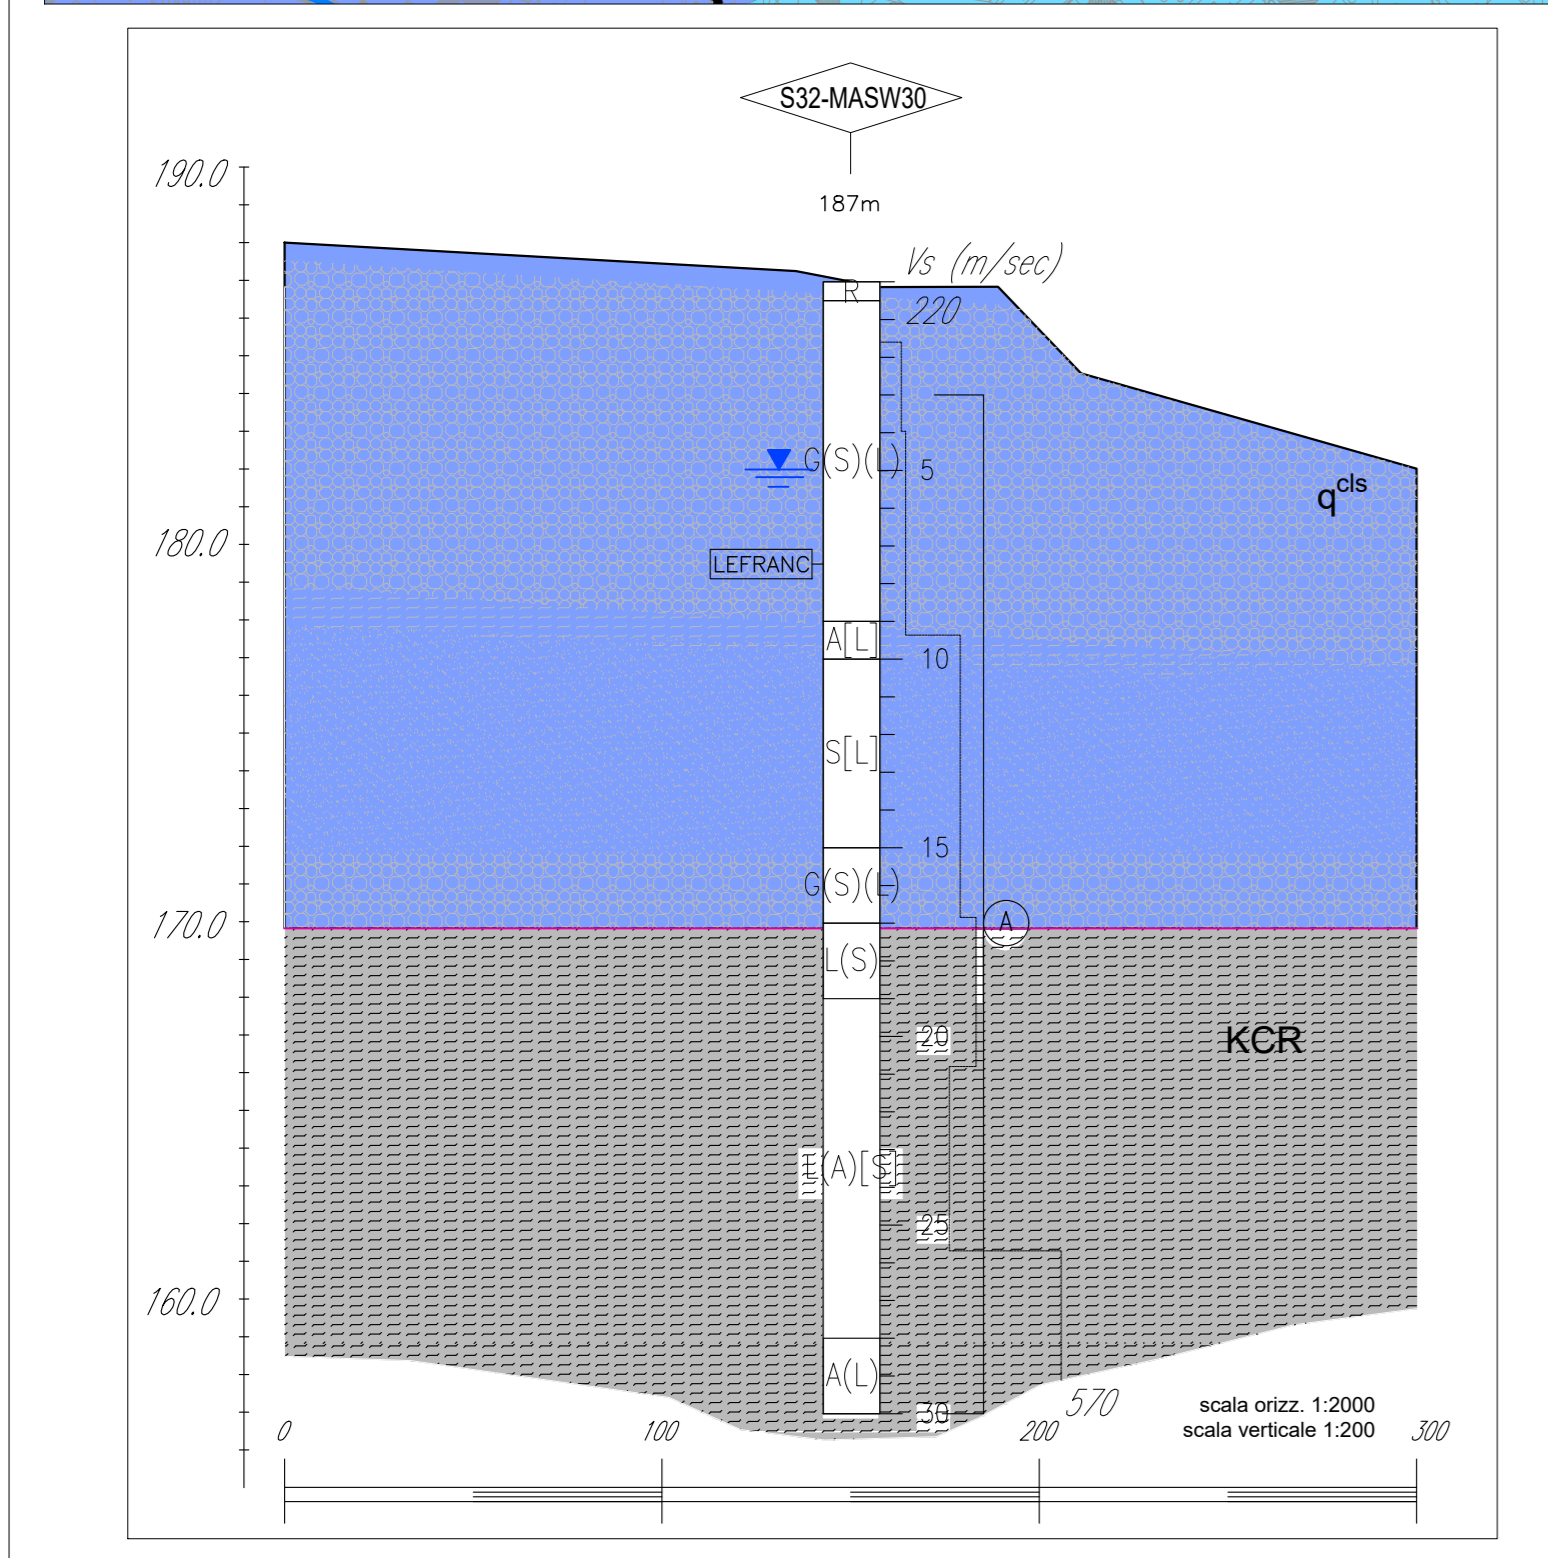 S32-MASW30
187m
190.0
Vs (m/sec)
R
220
G(S)(L)
5
q^cls
180.0
LEFRANC
A[L]
10
S[L]
15
G(S)(L)
170.0
A
L(S)
20
KCR
L(A)[S]
25
160.0
A(L)
30
570
scala orizz. 1:2000
scala verticale 1:200
0
100
200
300